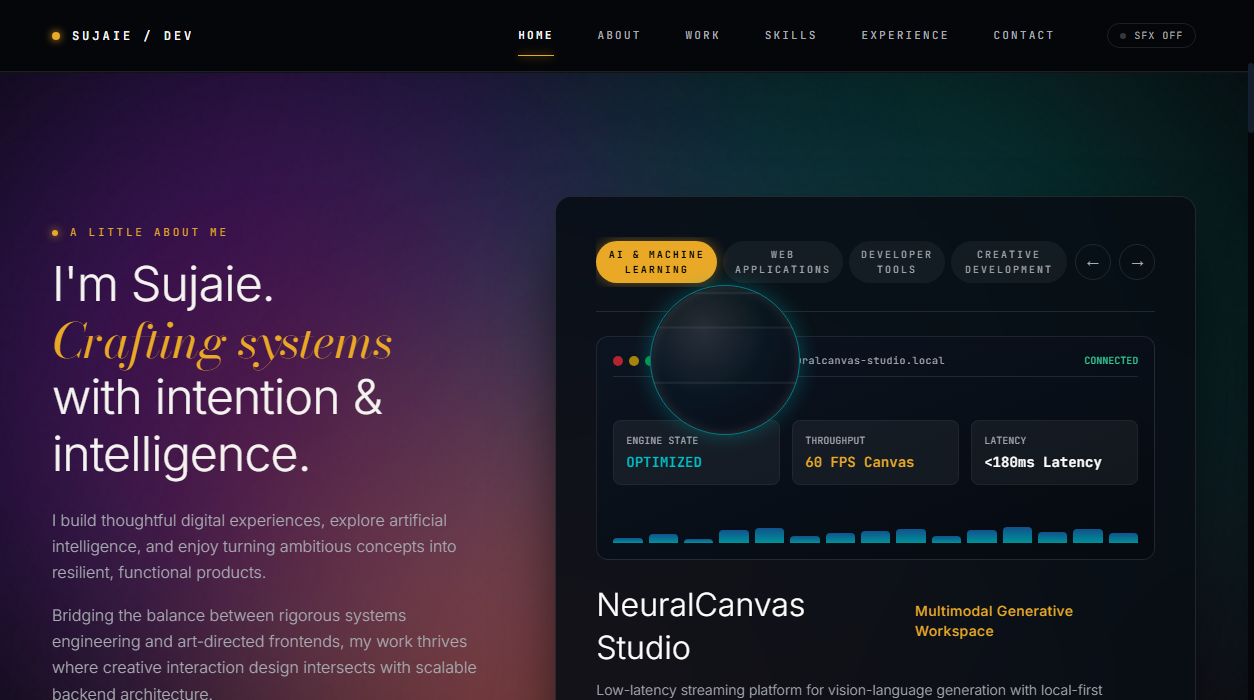 SUJAIE / DEV
HOME
ABOUT
WORK
SKILLS
EXPERIENCE
CONTACT
SFX OFF
A LITTLE ABOUT ME
I'm Sujaie.
Crafting systems
with intention &
intelligence.
I build thoughtful digital experiences, explore artificial
intelligence, and enjoy turning ambitious concepts into
resilient, functional products.
Bridging the balance between rigorous systems
engineering and art-directed frontends, my work thrives
where creative interaction design intersects with scalable
backend architecture.
AI & MACHINE
LEARNING
WEB
APPLICATIONS
DEVELOPER
TOOLS
CREATIVE
DEVELOPMENT
← →
ralcanvas-studio.local
CONNECTED
ENGINE STATE
OPTIMIZED
THROUGHPUT
60 FPS Canvas
LATENCY
<180ms Latency
NeuralCanvas
Studio
Multimodal Generative
Workspace
Low-latency streaming platform for vision-language generation with local-first